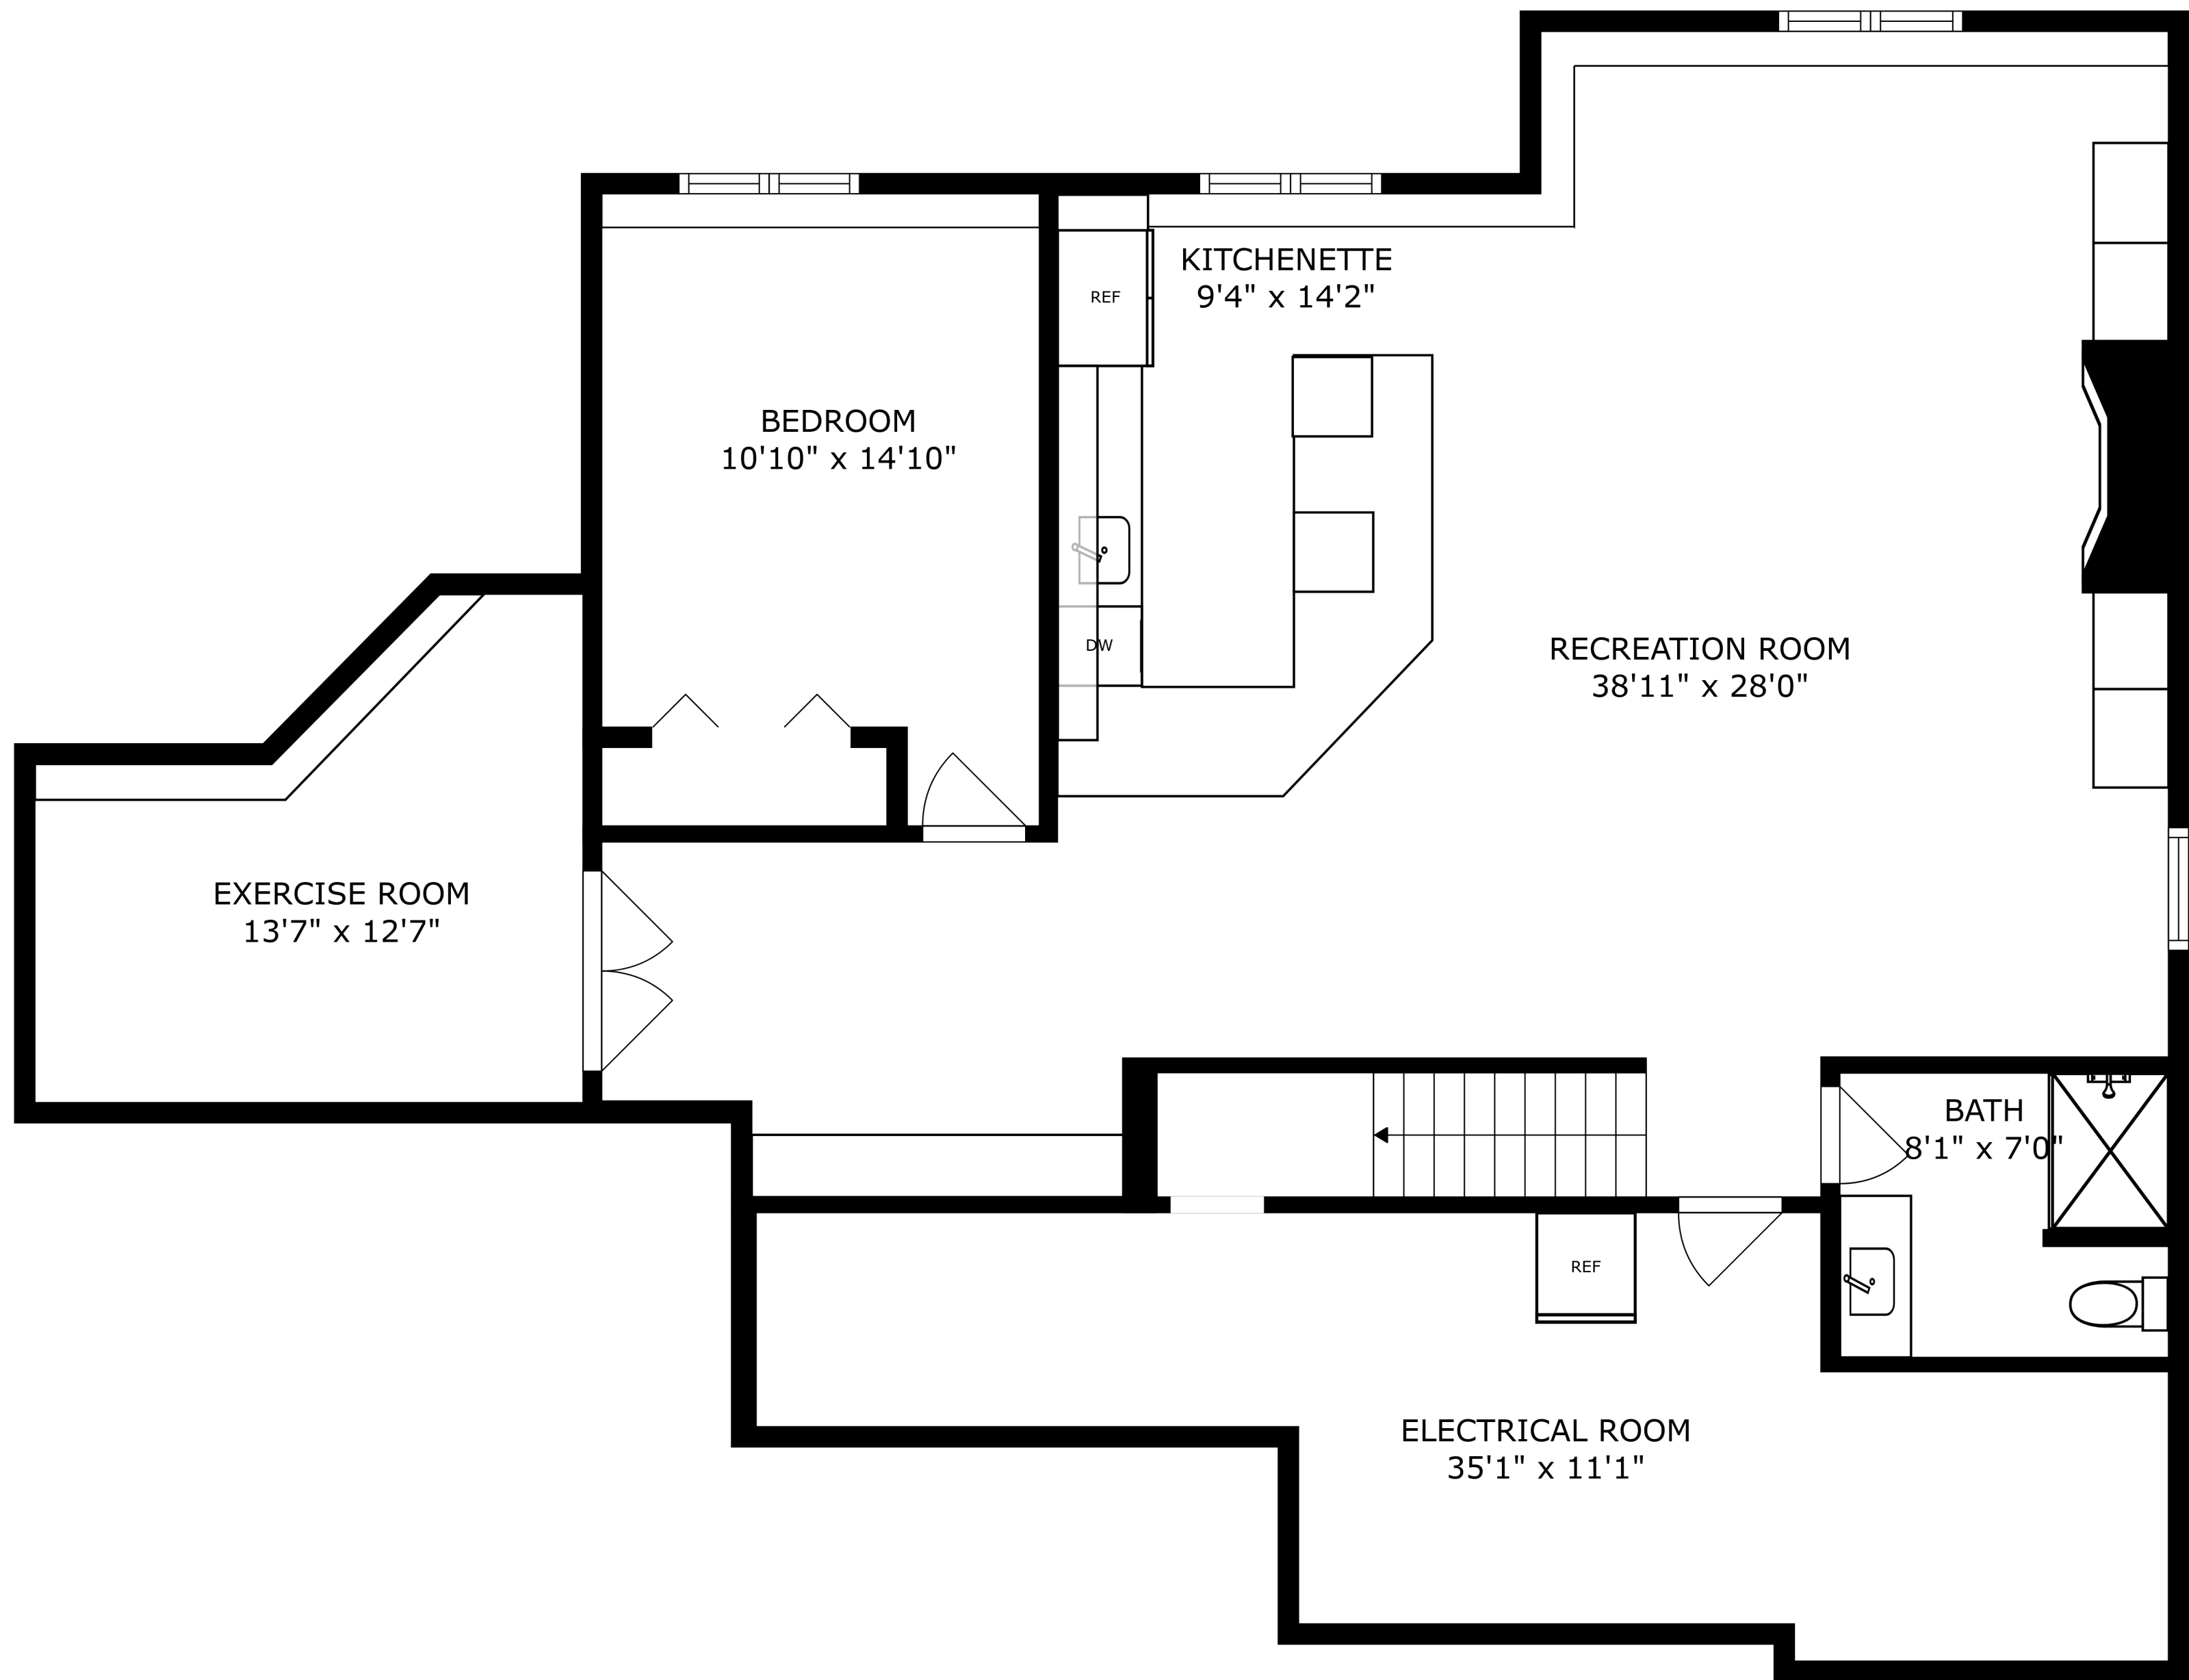 KITCHENETTE
9'4" x 14'2"
REF
BEDROOM
10'10" x 14'10"
DW
RECREATION ROOM
38'11" x 28'0"
EXERCISE ROOM
13'7" x 12'7"
BATH
8'1" x 7'0"
REF
ELECTRICAL ROOM
35'1" x 11'1"